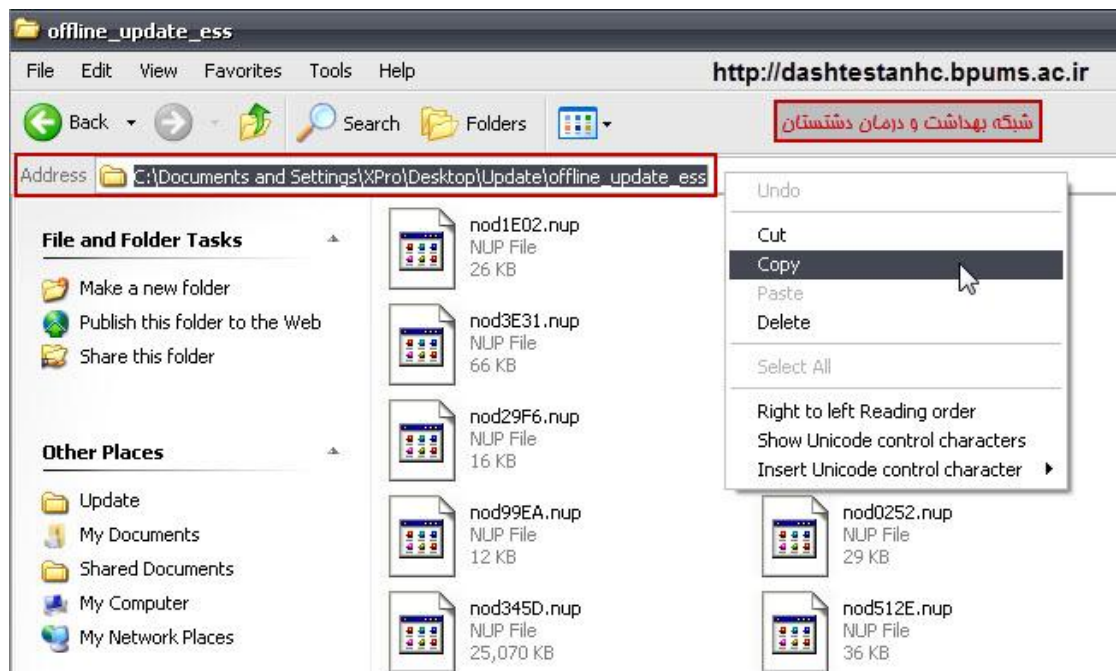 offline_update_ess
File Edit View Favorites Tools Help
http://dashtestanhc.bpums.ac.ir
Back Search Folders
شبکه بهداشت و درمان دشتستان
Address C:\Documents and Settings\XPro\Desktop\Update\offline_update_ess
File and Folder Tasks
Make a new folder
Publish this folder to the Web
Share this folder
Other Places
Update
My Documents
Shared Documents
My Computer
My Network Places
nod1E02.nup
NUP File
26 KB
nod3E31.nup
NUP File
66 KB
nod29F6.nup
NUP File
16 KB
nod99EA.nup
NUP File
12 KB
nod345D.nup
NUP File
25,070 KB
Undo
Cut
Copy
Paste
Delete
Select All
Right to left Reading order
Show Unicode control characters
Insert Unicode control character
nod0252.nup
NUP File
29 KB
nod512E.nup
NUP File
36 KB